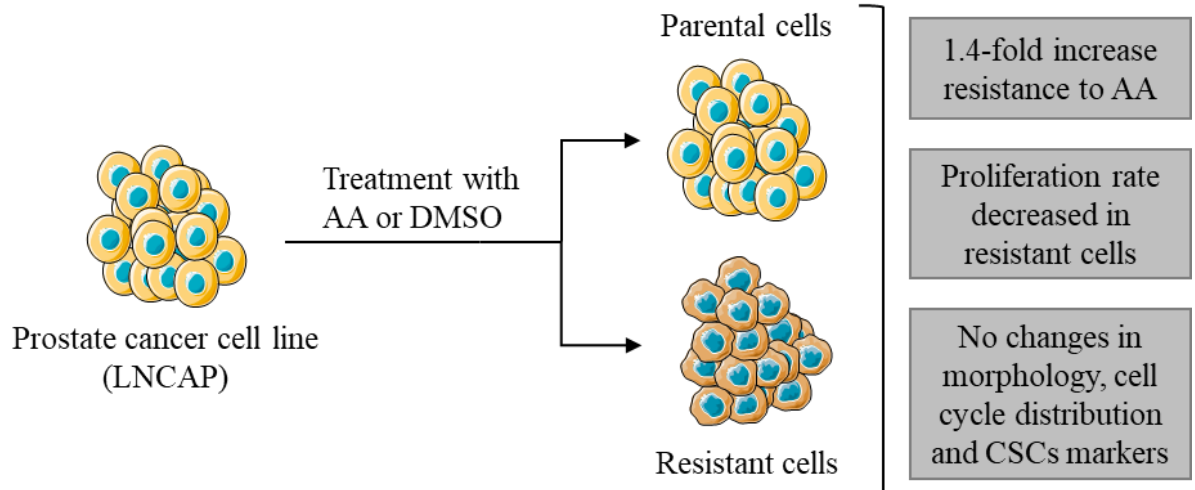 Prostate cancer cell line
(LNCAP)
Treatment with
AA or DMSO
Parental cells
Resistant cells
1.4-fold increase
resistance to AA
Proliferation rate
decreased in
resistant cells
No changes in
morphology, cell
cycle distribution
and CSCs markers